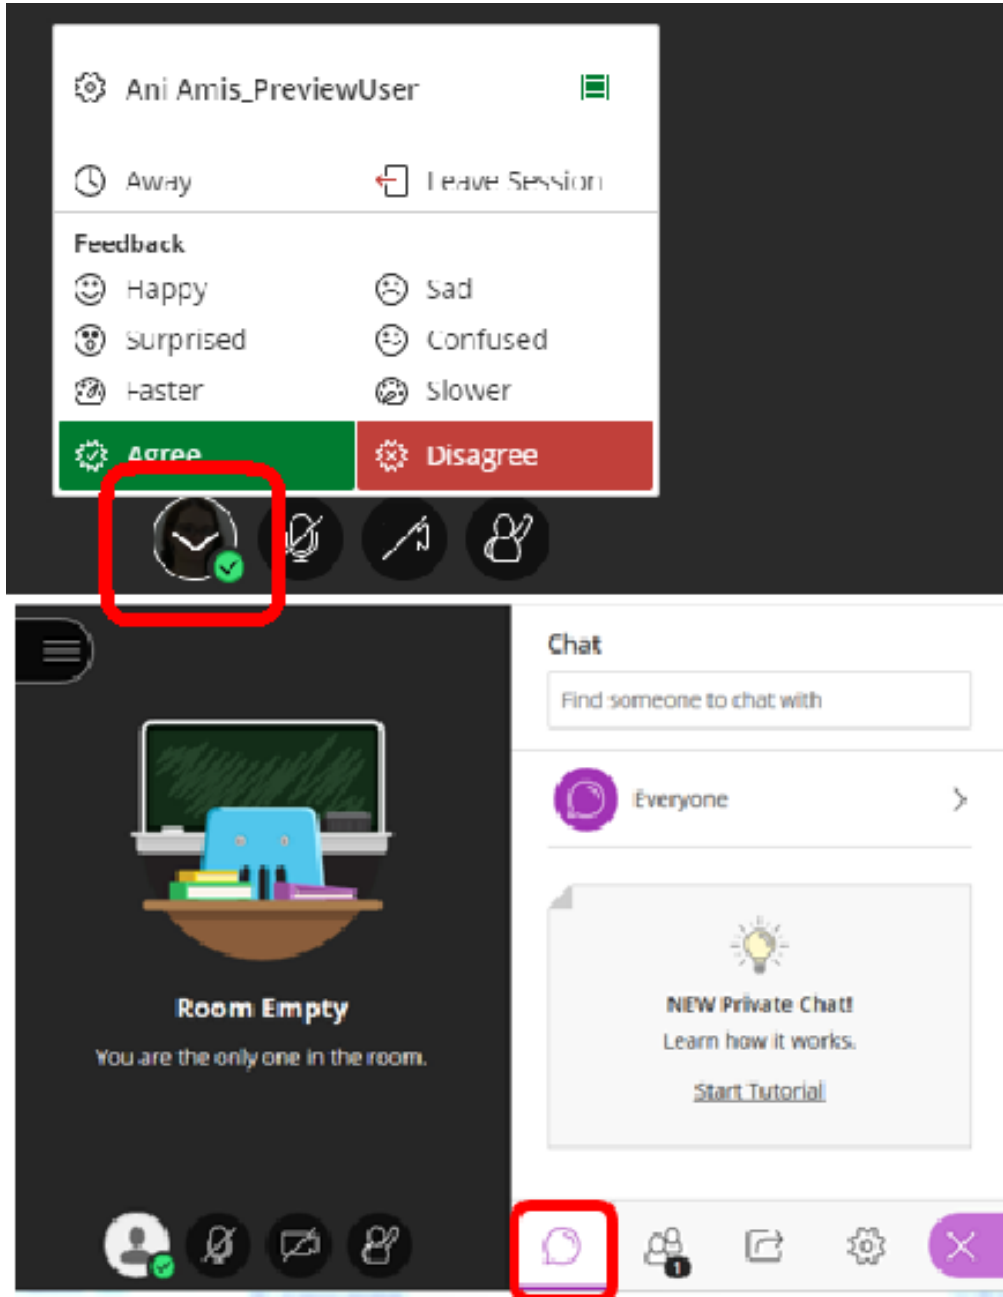 Ani Amis_PreviewUser
Away
Leave Session
Feedback
Happy
Sad
Surprised
Confused
Faster
Slower
Agree
Disagree
Chat
Find someone to chat with
Everyone
Room Empty
You are the only one in the room.
NEW Private Chat!
Learn how it works.
Start Tutorial
1